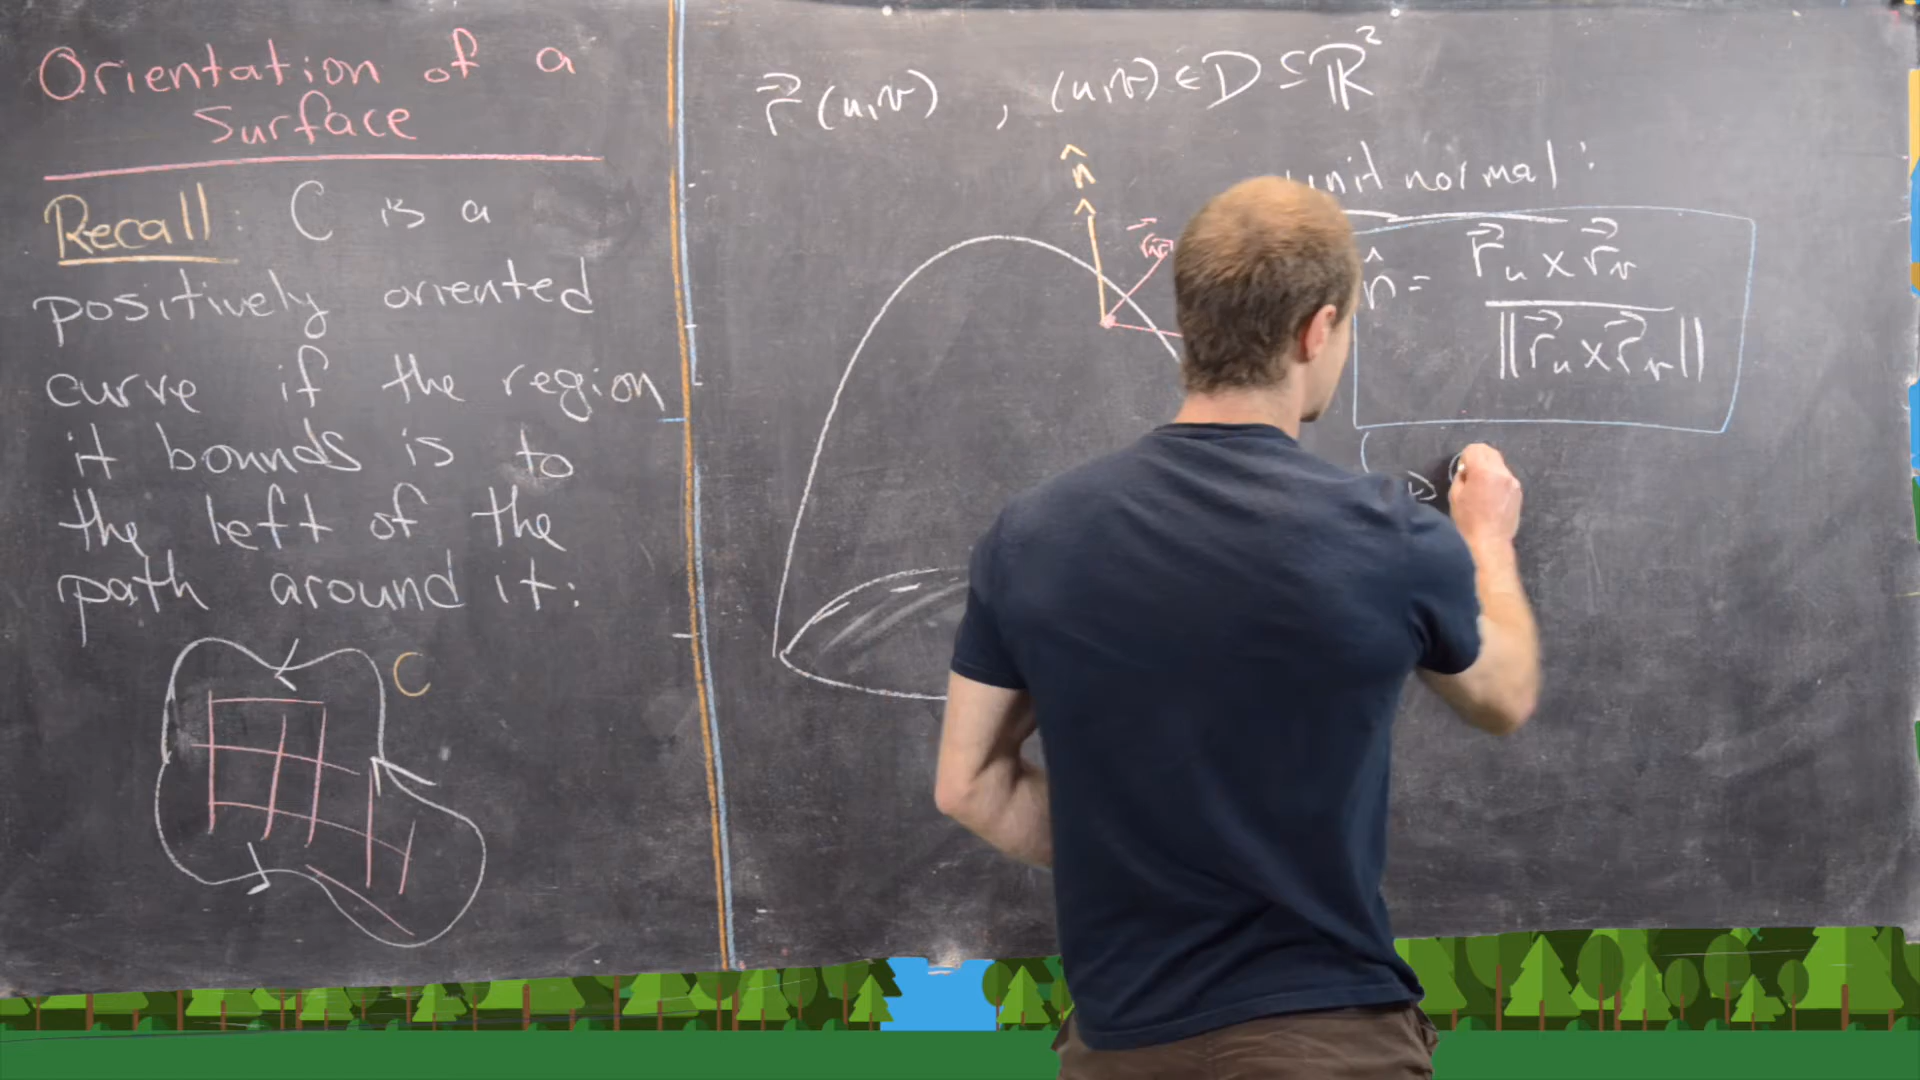 Orientation of a
Surface
Recall: C is a
positively oriented
curve if the region
it bounds is to
the left of the
path around it:
C
r⃗(u,v) , (u,v) ∈ D ⊆ ℝ²
unit normal:
n̂
r⃗v
n̂ = r⃗u × r⃗v
‖r⃗u × r⃗v‖